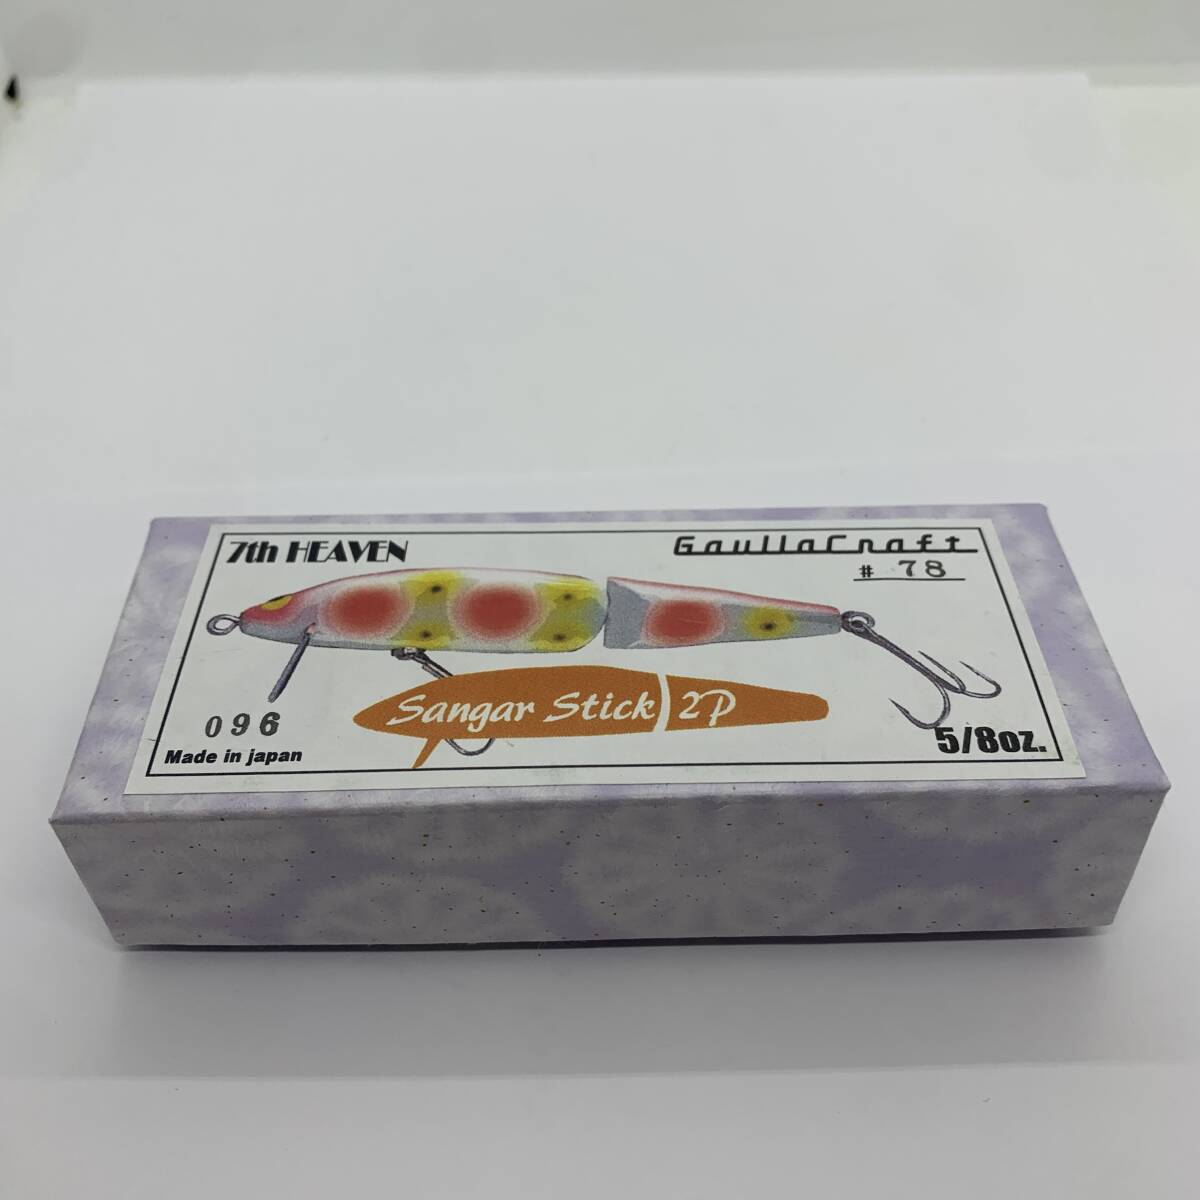 7th HEAVEN
GaullaCraft
# 78
Sangar Stick 2P
096
Made in japan
5/8oz.